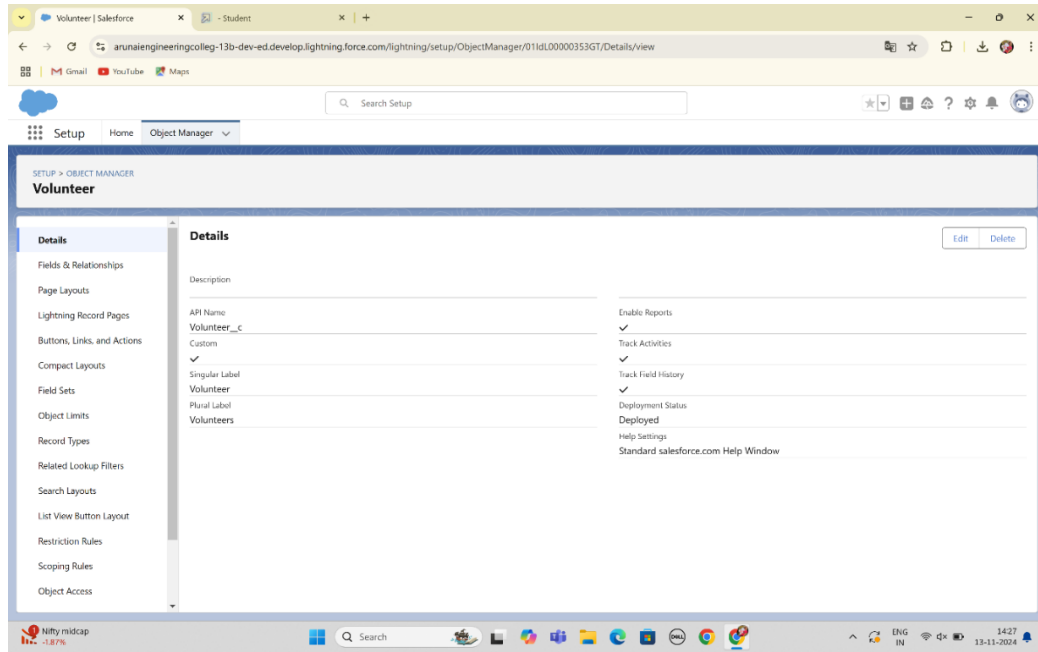 Volunteer | Salesforce
- Student
arunaiengineeringcolleg-13b-dev-ed.develop.lightning.force.com/lightning/setup/ObjectManager/01IdL00000353GT/Details/view
Gmail YouTube Maps
Search Setup
Setup Home Object Manager
SETUP > OBJECT MANAGER
Volunteer
Details
Fields & Relationships
Page Layouts
Lightning Record Pages
Buttons, Links, and Actions
Compact Layouts
Field Sets
Object Limits
Record Types
Related Lookup Filters
Search Layouts
List View Button Layout
Restriction Rules
Scoping Rules
Object Access
Details
Edit Delete
Description
API Name
Volunteer__c
Custom
Singular Label
Volunteer
Plural Label
Volunteers
Enable Reports
Track Activities
Track Field History
Deployment Status
Deployed
Help Settings
Standard salesforce.com Help Window
Nifty midcap
-1.87%
Search
DELL
ENG
IN
14:27
13-11-2024